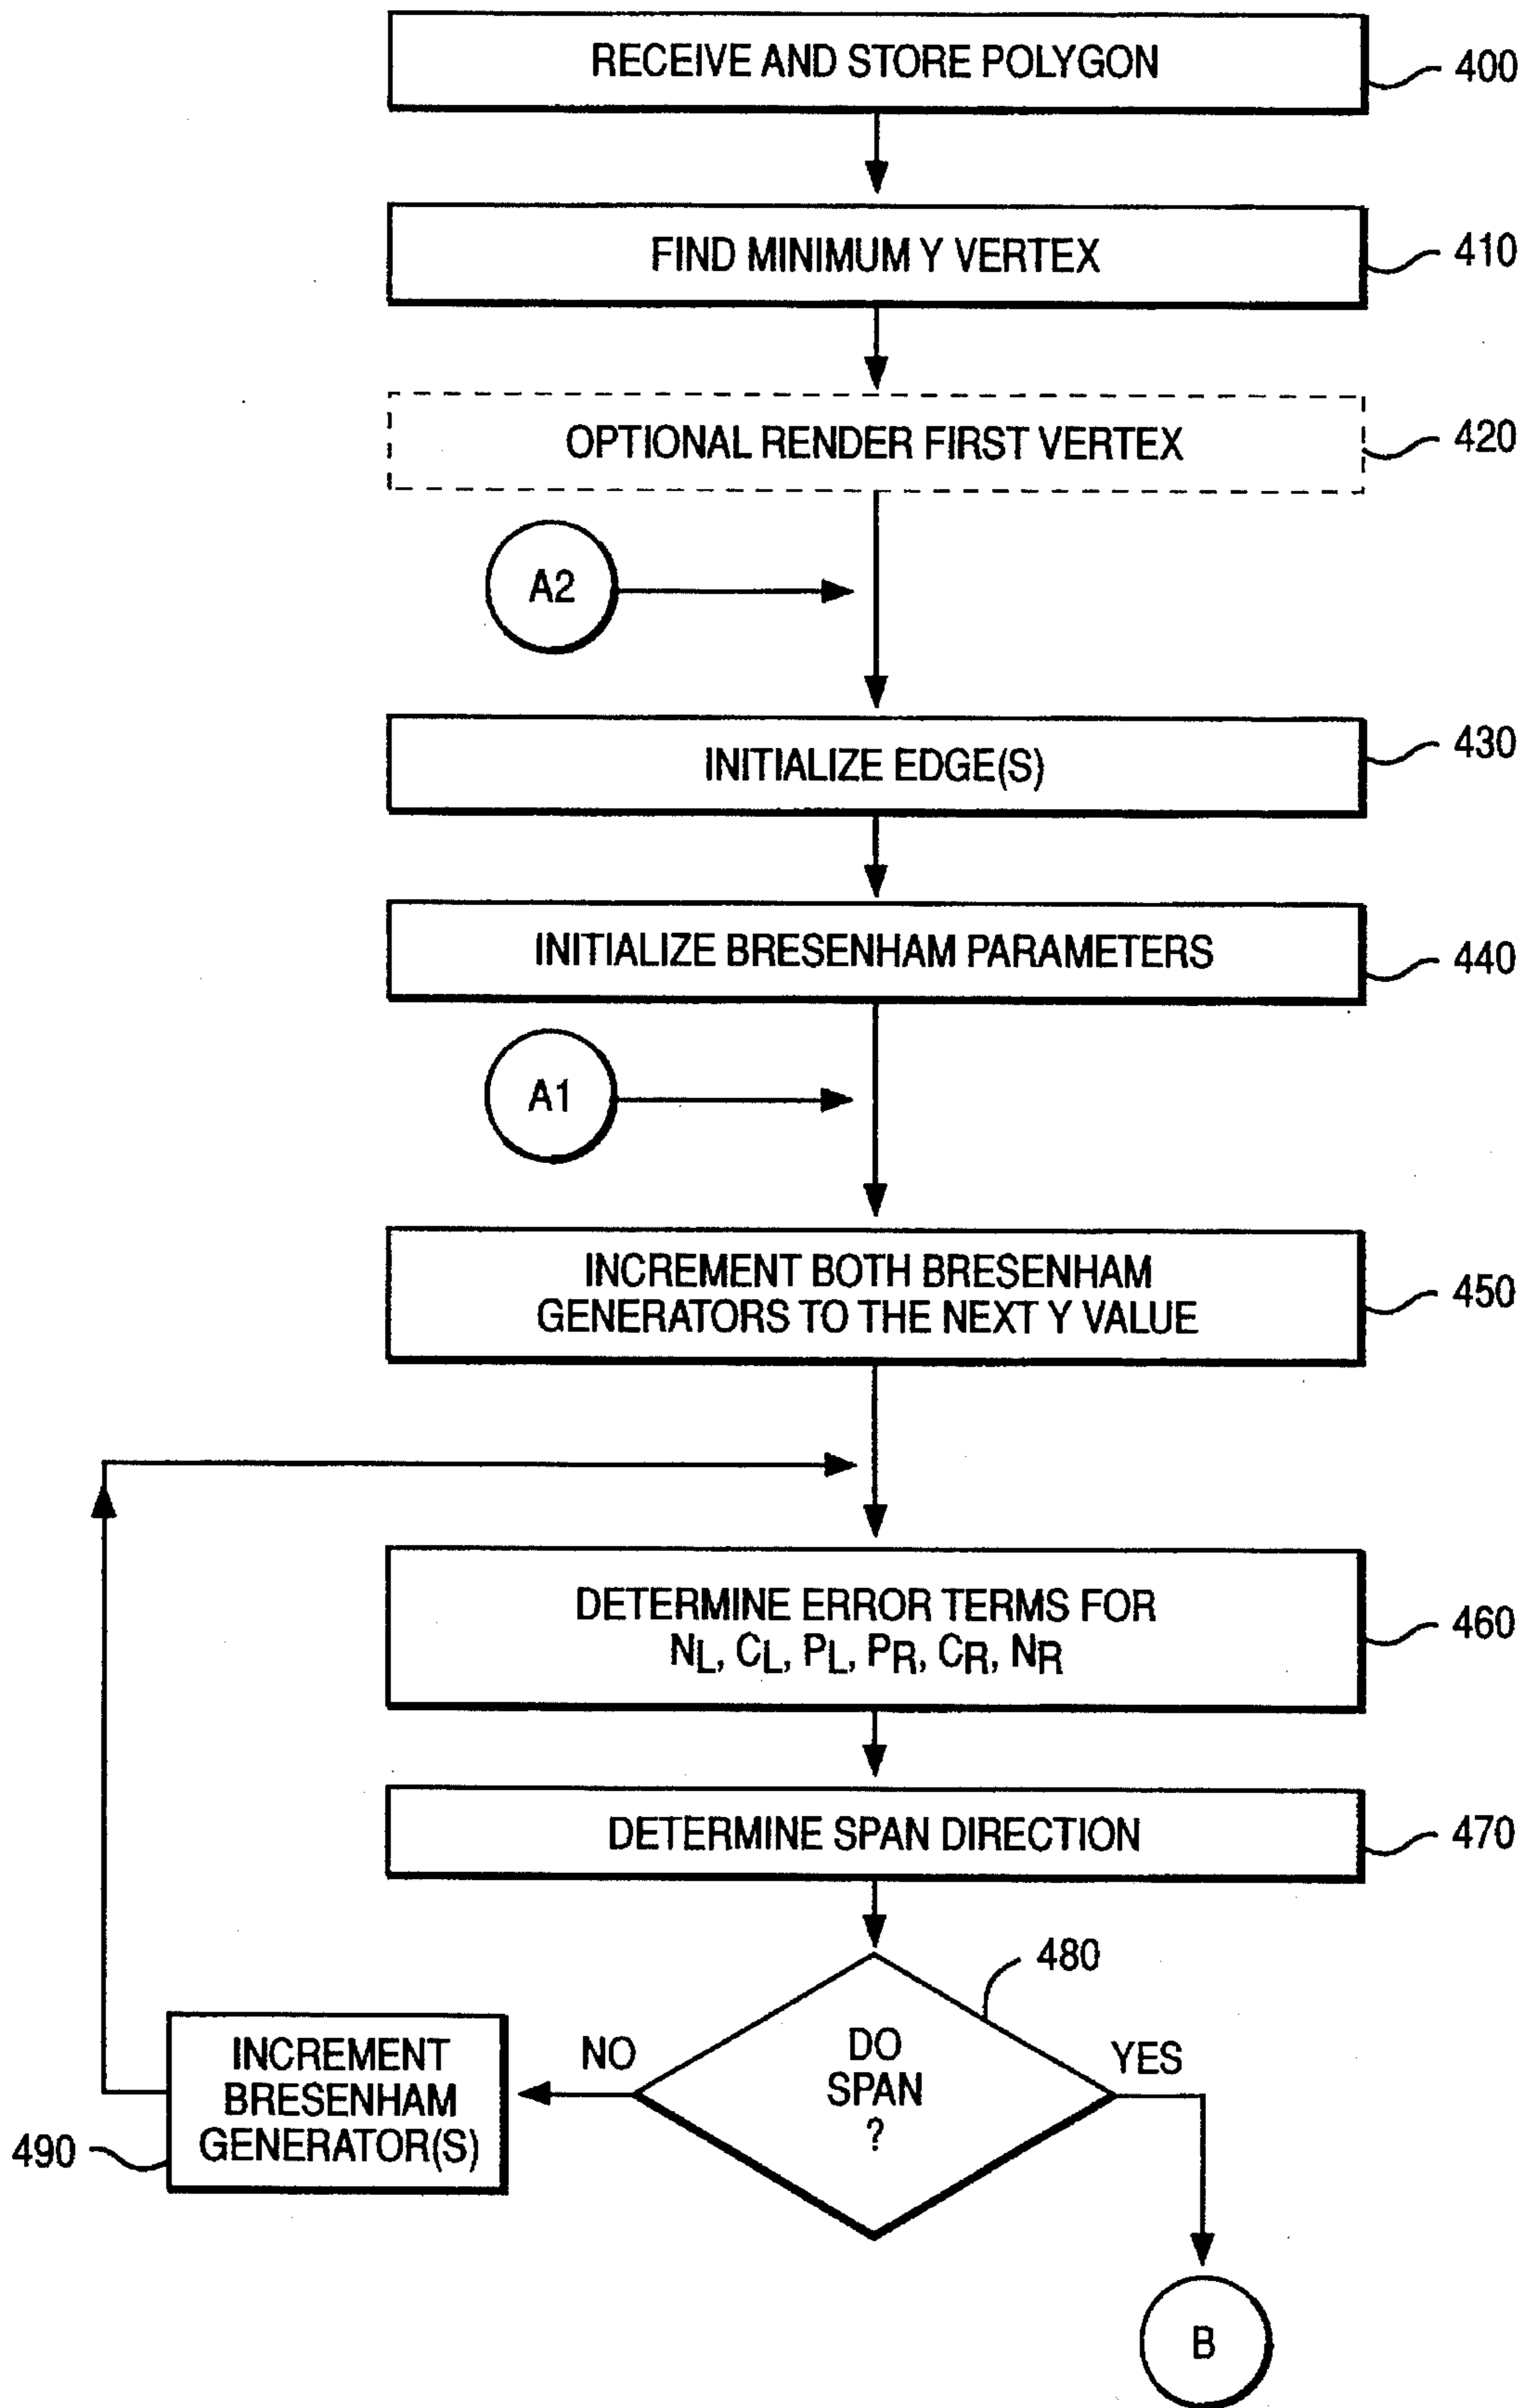 RECEIVE AND STORE POLYGON
400
FIND MINIMUM Y VERTEX
410
OPTIONAL RENDER FIRST VERTEX
420
A2
INITIALIZE EDGE(S)
430
INITIALIZE BRESENHAM PARAMETERS
440
A1
INCREMENT BOTH BRESENHAM
GENERATORS TO THE NEXT Y VALUE
450
DETERMINE ERROR TERMS FOR
NL, CL, PL, PR, CR, NR
460
DETERMINE SPAN DIRECTION
470
480
DO
SPAN
?
NO
YES
INCREMENT
BRESENHAM
GENERATOR(S)
490
B